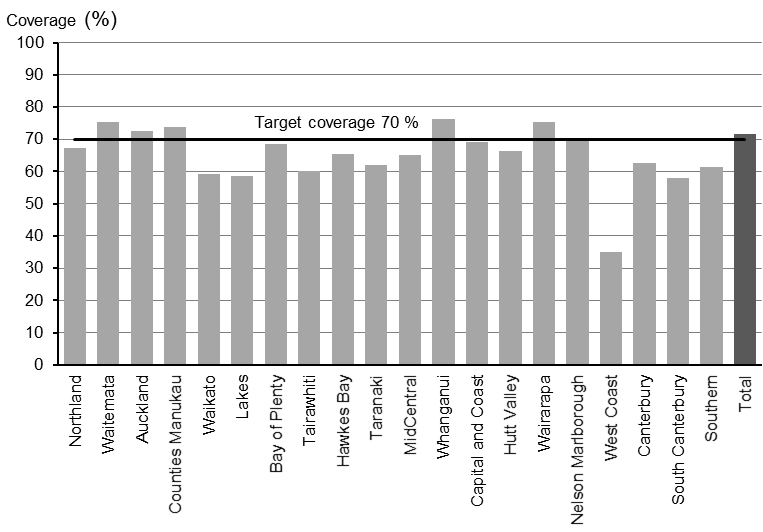 Coverage (%)
100
90
80
70
60
50
40
30
20
10
0
Target coverage 70 %
Northland
Waitemata
Auckland
Counties Manukau
Waikato
Lakes
Bay of Plenty
Tairawhiti
Hawkes Bay
Taranaki
MidCentral
Whanganui
Capital and Coast
Hutt Valley
Wairarapa
Nelson Marlborough
West Coast
Canterbury
South Canterbury
Southern
Total